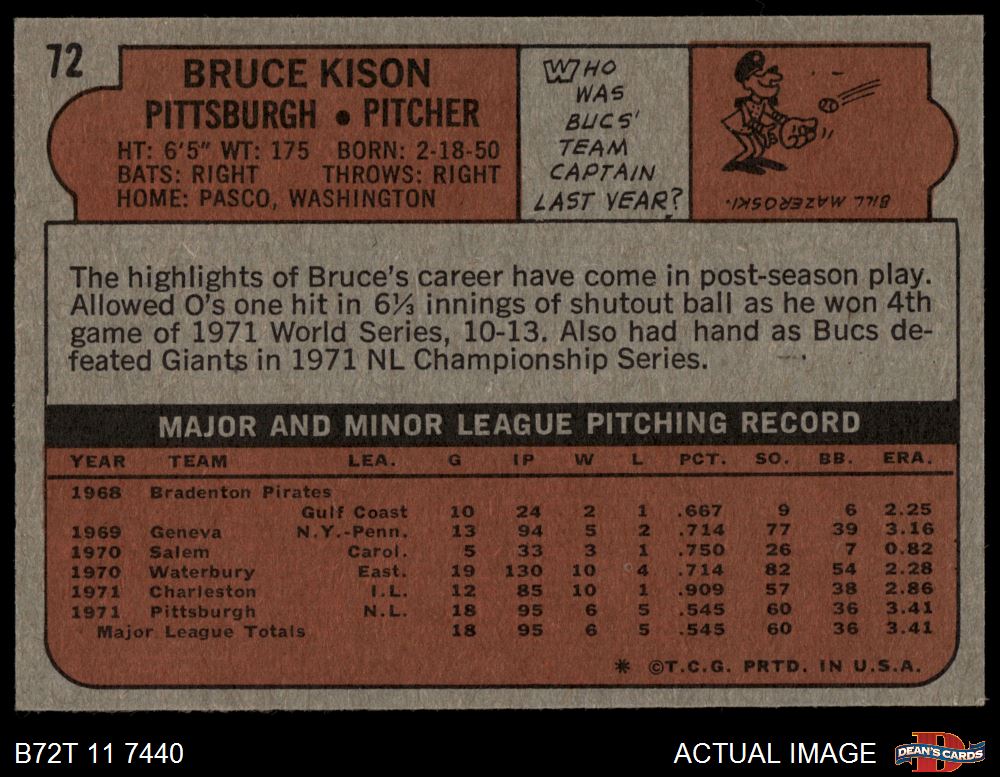 72
BRUCE KISON
PITTSBURGH • PITCHER
HT: 6'5" WT: 175 BORN: 2-18-50
BATS: RIGHT THROWS: RIGHT
HOME: PASCO, WASHINGTON
WHO
WAS
BUCS'
TEAM
CAPTAIN
LAST YEAR?
BILL MAZEROSKI.
The highlights of Bruce's career have come in post-season play.
Allowed O's one hit in 6⅓ innings of shutout ball as he won 4th
game of 1971 World Series, 10-13. Also had hand as Bucs de-
feated Giants in 1971 NL Championship Series.
MAJOR AND MINOR LEAGUE PITCHING RECORD
YEAR TEAM LEA. G IP W L PCT. SO. BB. ERA.
1968 Bradenton Pirates
Gulf Coast 10 24 2 1 .667 9 6 2.25
1969 Geneva N.Y.-Penn. 13 94 5 2 .714 77 39 3.16
1970 Salem Carol. 5 33 3 1 .750 26 7 0.82
1970 Waterbury East. 19 130 10 4 .714 82 54 2.28
1971 Charleston I.L. 12 85 10 1 .909 57 38 2.86
1971 Pittsburgh N.L. 18 95 6 5 .545 60 36 3.41
Major League Totals 18 95 6 5 .545 60 36 3.41
* ©T.C.G. PRTD. IN U.S.A.
B72T 11 7440
ACTUAL IMAGE
DEAN'S CARDS